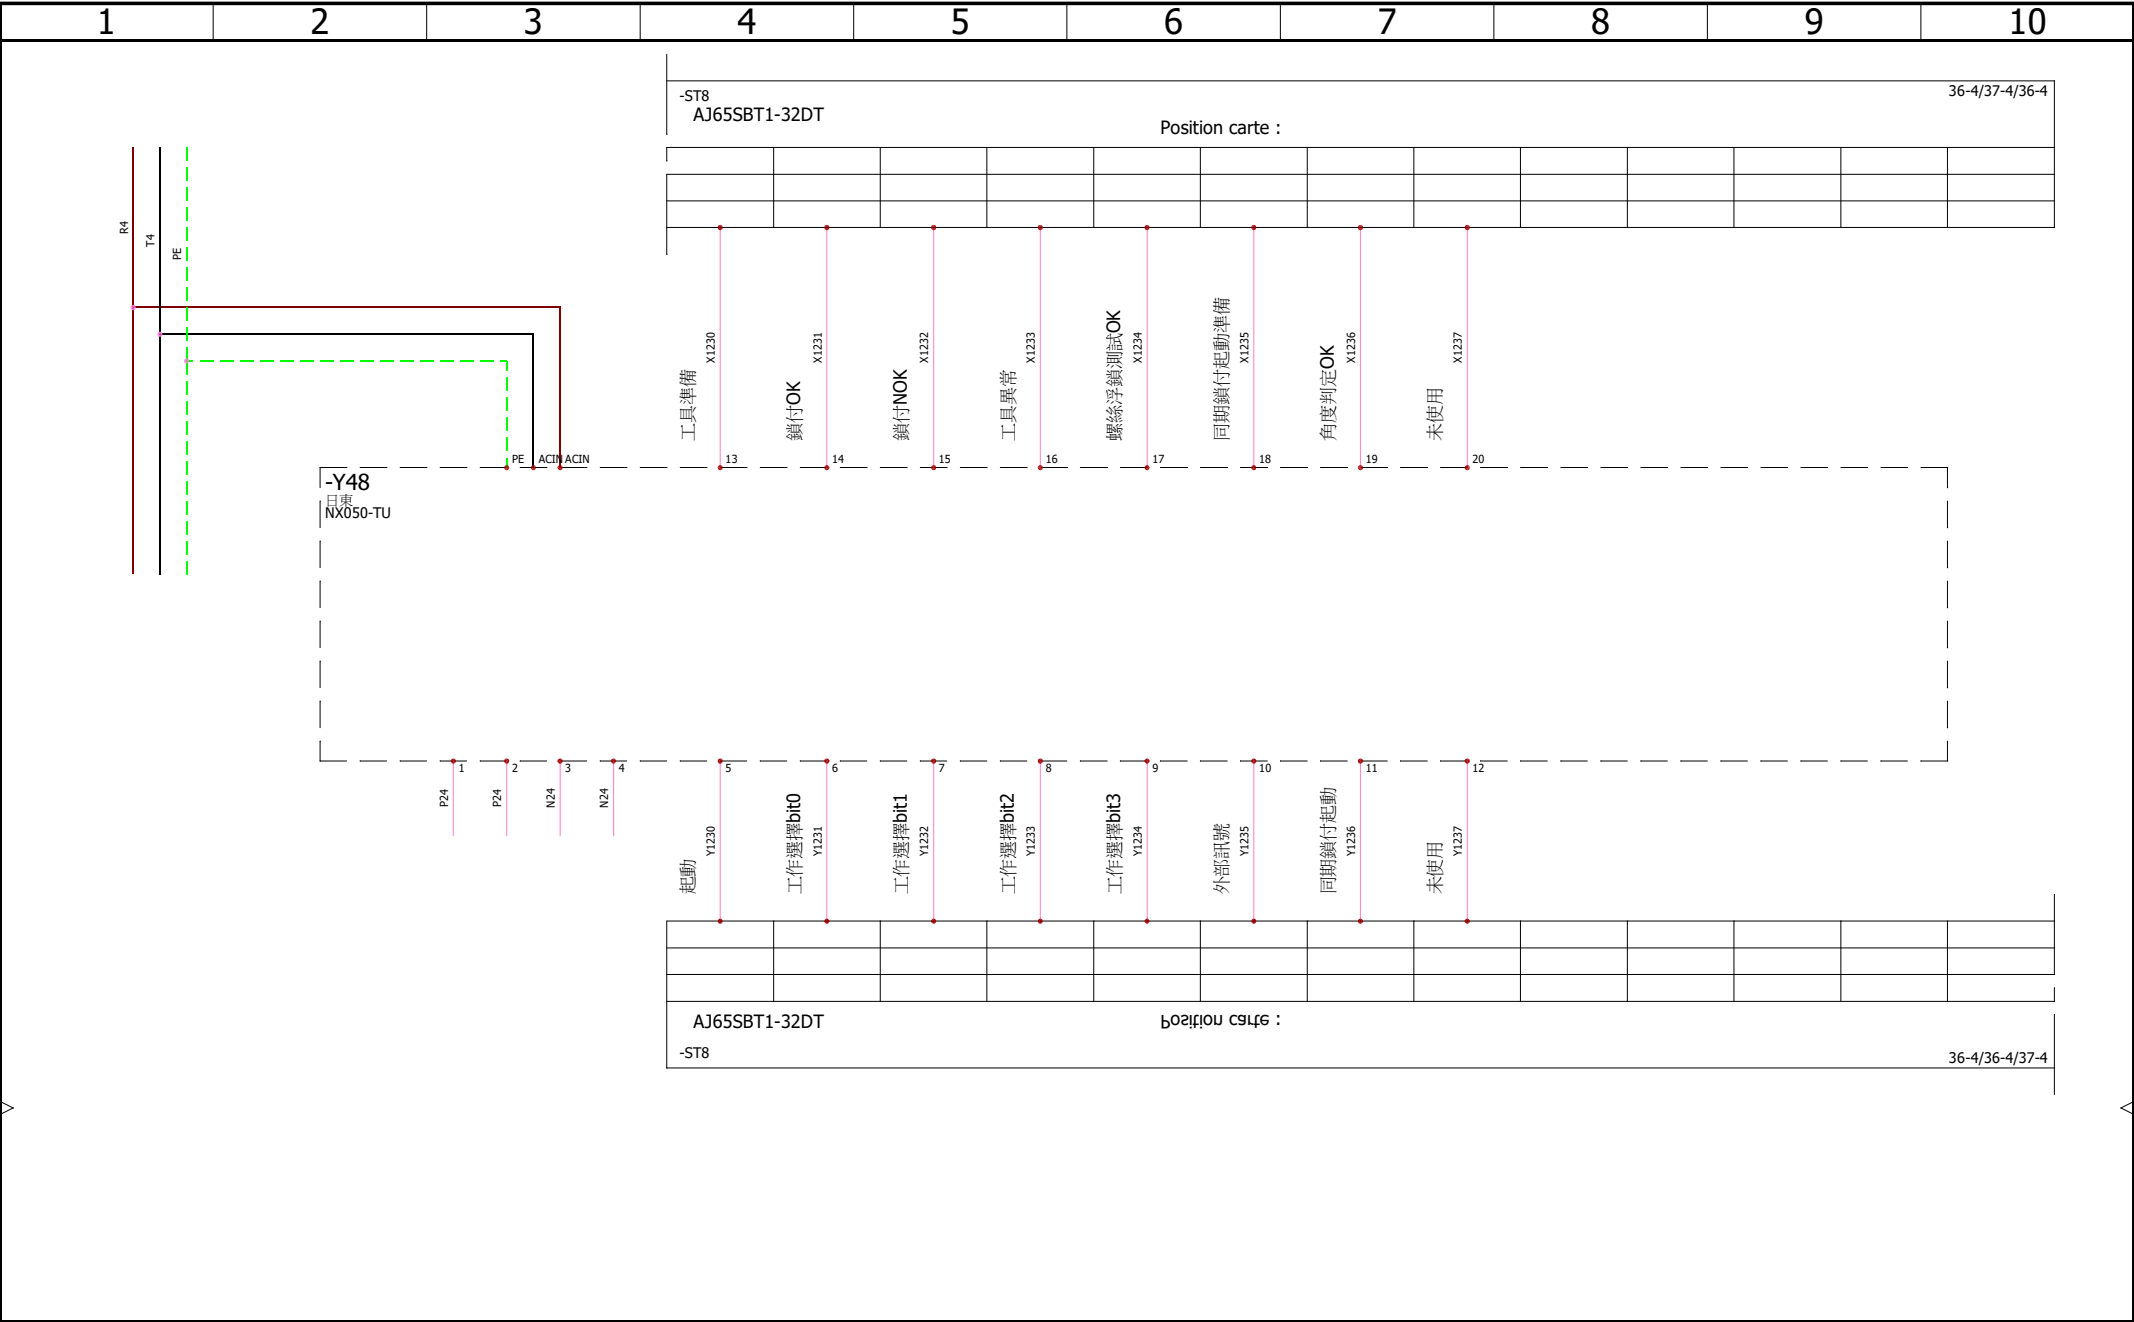 1 2 3 4 5 6 7 8 9 10
-ST8
36-4/37-4/36-4
AJ65SBT1-32DT
Position carte :
R4
T4
PE
工具準備
X1230
鎖付OK
X1231
鎖付NOK
X1232
工具異常
X1233
螺絲浮鎖測試OK
X1234
同期鎖付起動準備
X1235
角度判定OK
X1236
未使用
X1237
PE ACIN ACIN 13 14 15 16 17 18 19 20
-Y48
日東
NX050-TU
1 2 3 4 5 6 7 8 9 10 11 12
P24
P24
N24
N24
起動
Y1230
工作選擇bit0
Y1231
工作選擇bit1
Y1232
工作選擇bit2
Y1233
工作選擇bit3
Y1234
外部訊號
Y1235
同期鎖付起動
Y1236
未使用
Y1237
AJ65SBT1-32DT
Position carte :
-ST8
36-4/36-4/37-4